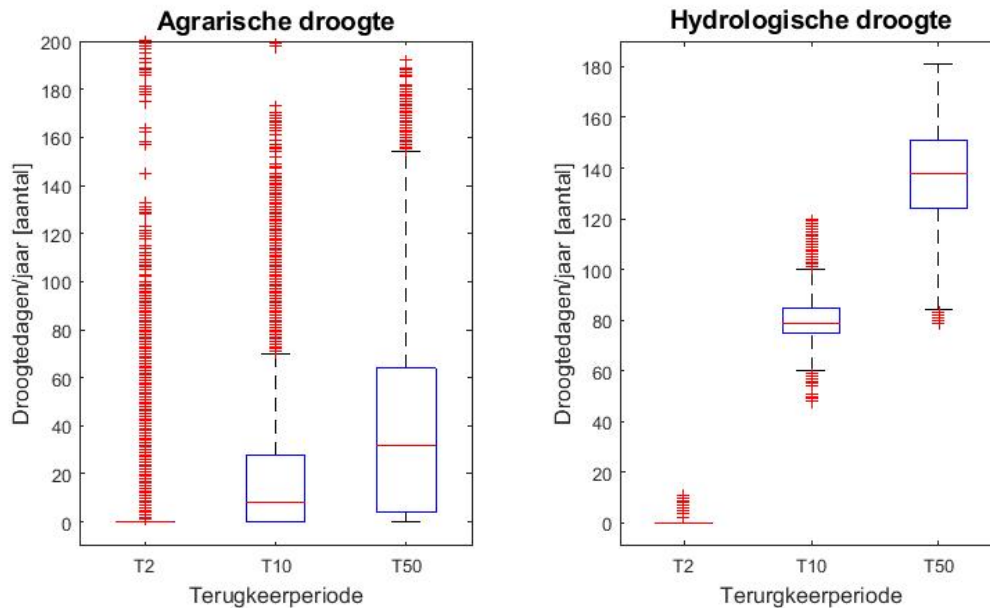 Agrarische droogte
Droogtedagen/jaar [aantal]
200
180
160
140
120
100
80
60
40
20
0
T2 T10 T50
Terugkeerperiode
Hydrologische droogte
Droogtedagen/jaar [aantal]
180
160
140
120
100
80
60
40
20
0
T2 T10 T50
Terurgkeerperiode